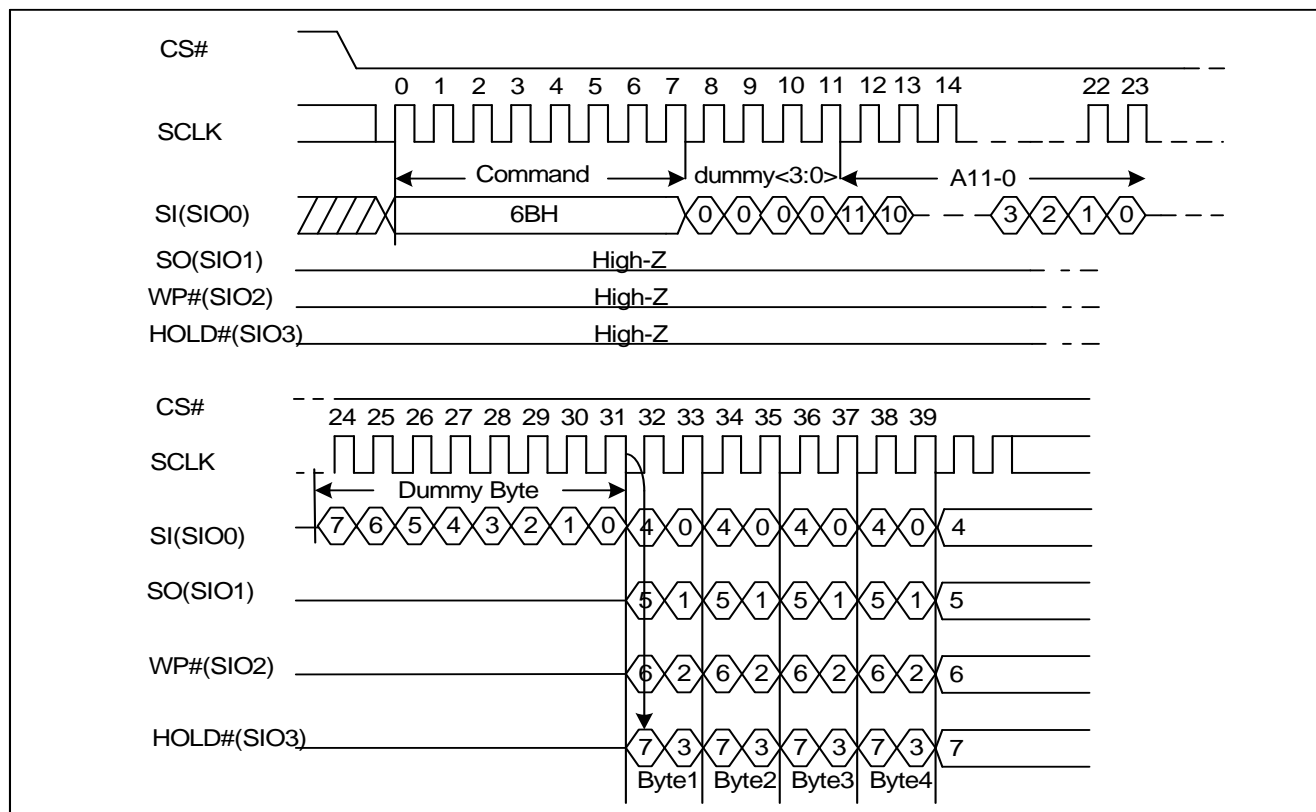 CS#
0 1 2 3 4 5 6 7 8 9 10 11 12 13 14 22 23
SCLK
Command dummy<3:0> A11-0
SI(SIO0) 6BH 0 0 0 0 11 10 3 2 1 0
SO(SIO1) High-Z
WP#(SIO2) High-Z
HOLD#(SIO3) High-Z
CS#
24 25 26 27 28 29 30 31 32 33 34 35 36 37 38 39
SCLK
Dummy Byte
SI(SIO0) 7 6 5 4 3 2 1 0 4 0 4 0 4 0 4 0 4
SO(SIO1) 5 1 5 1 5 1 5 1 5
WP#(SIO2) 6 2 6 2 6 2 6 2 6
HOLD#(SIO3) 7 3 7 3 7 3 7 3 7
Byte1 Byte2 Byte3 Byte4